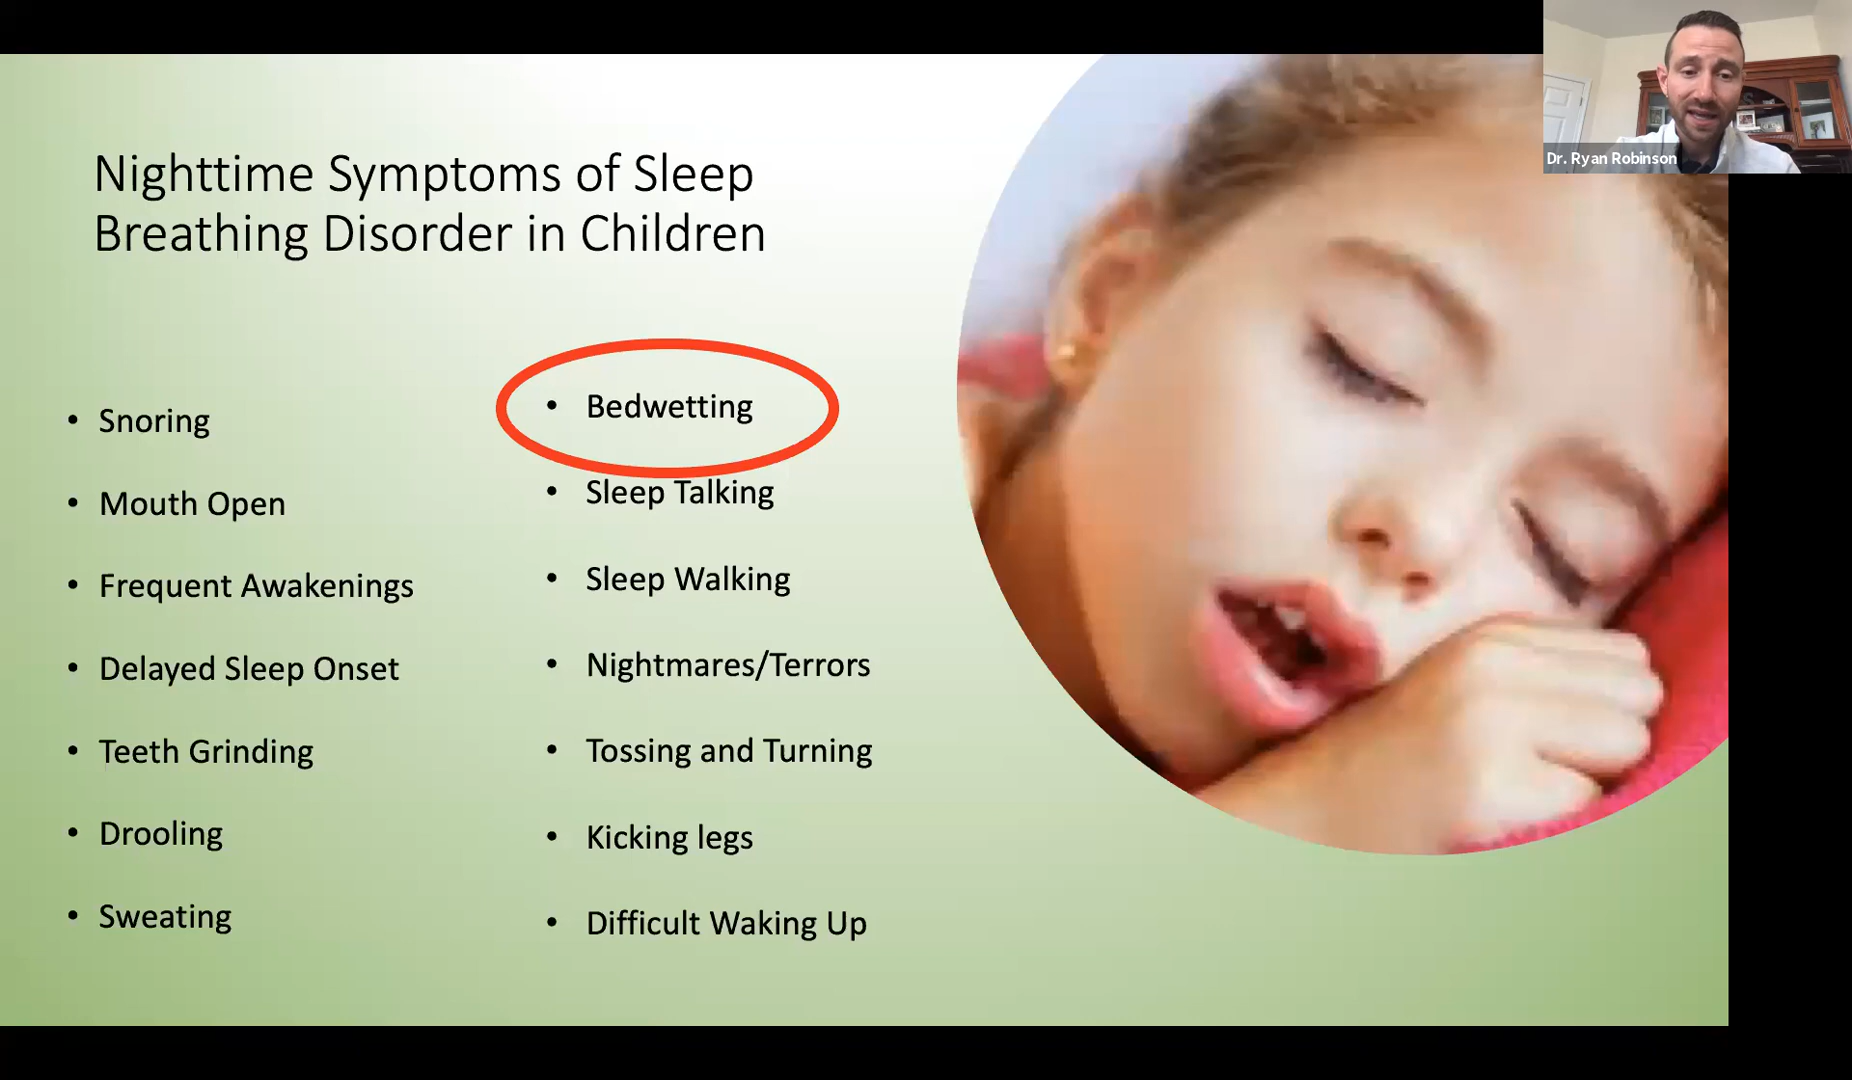 Nighttime Symptoms of Sleep
Breathing Disorder in Children
• Snoring
• Mouth Open
• Frequent Awakenings
• Delayed Sleep Onset
• Teeth Grinding
• Drooling
• Sweating
• Bedwetting
• Sleep Talking
• Sleep Walking
• Nightmares/Terrors
• Tossing and Turning
• Kicking legs
• Difficult Waking Up
Dr. Ryan Robinson